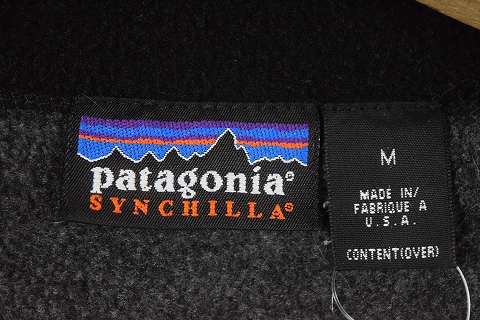 patagonia®
SYNCHILLA®
M
MADE IN/
FABRIQUE A
U.S.A.
CONTENT(OVER)